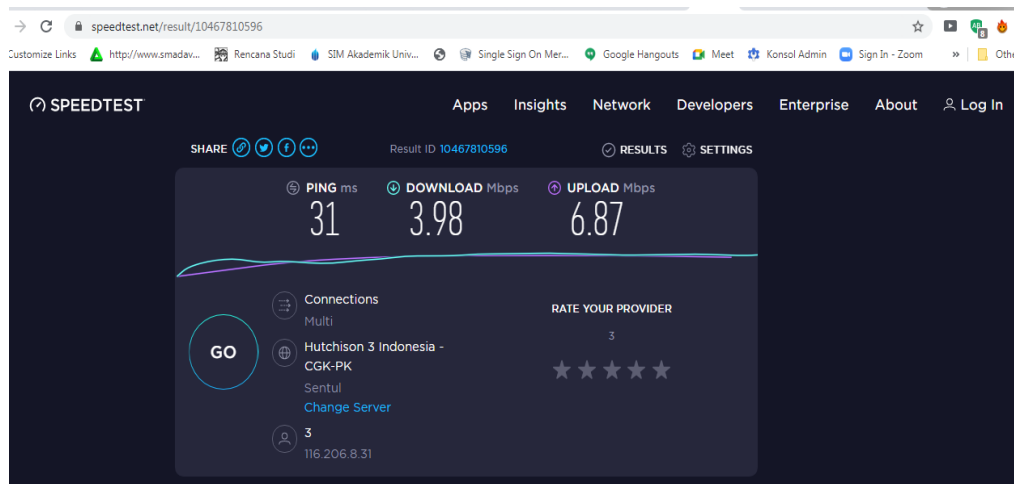 speedtest.net/result/10467810596
Customize Links http://www.smadav... Rencana Studi SIM Akademik Univ... Single Sign On Mer... Google Hangouts Meet Konsol Admin Sign In - Zoom » Othe
SPEEDTEST Apps Insights Network Developers Enterprise About Log In
SHARE Result ID 10467810596 RESULTS SETTINGS
PING ms DOWNLOAD Mbps UPLOAD Mbps
31 3.98 6.87
Connections
Multi
GO
Hutchison 3 Indonesia -
CGK-PK
Sentul
Change Server
3
116.206.8.31
RATE YOUR PROVIDER
3